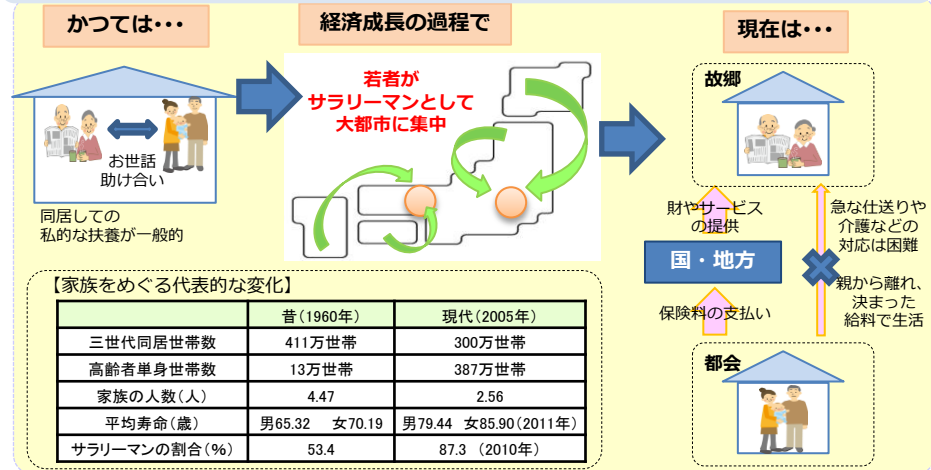 かつては・・・
経済成長の過程で
現在は・・・
お世話
助け合い
同居しての
私的な扶養が一般的
若者が
サラリーマンとして
大都市に集中
故郷
財やサービス
の提供
急な仕送りや
介護などの
対応は困難
国・地方
保険料の支払い
親から離れ、
決まった
給料で生活
都会
【家族をめぐる代表的な変化】
昔(1960年) 現代(2005年)
三世代同居世帯数 411万世帯 300万世帯
高齢者単身世帯数 13万世帯 387万世帯
家族の人数(人) 4.47 2.56
平均寿命(歳) 男65.32 女70.19 男79.44 女85.90(2011年)
サラリーマンの割合(%) 53.4 87.3 (2010年)